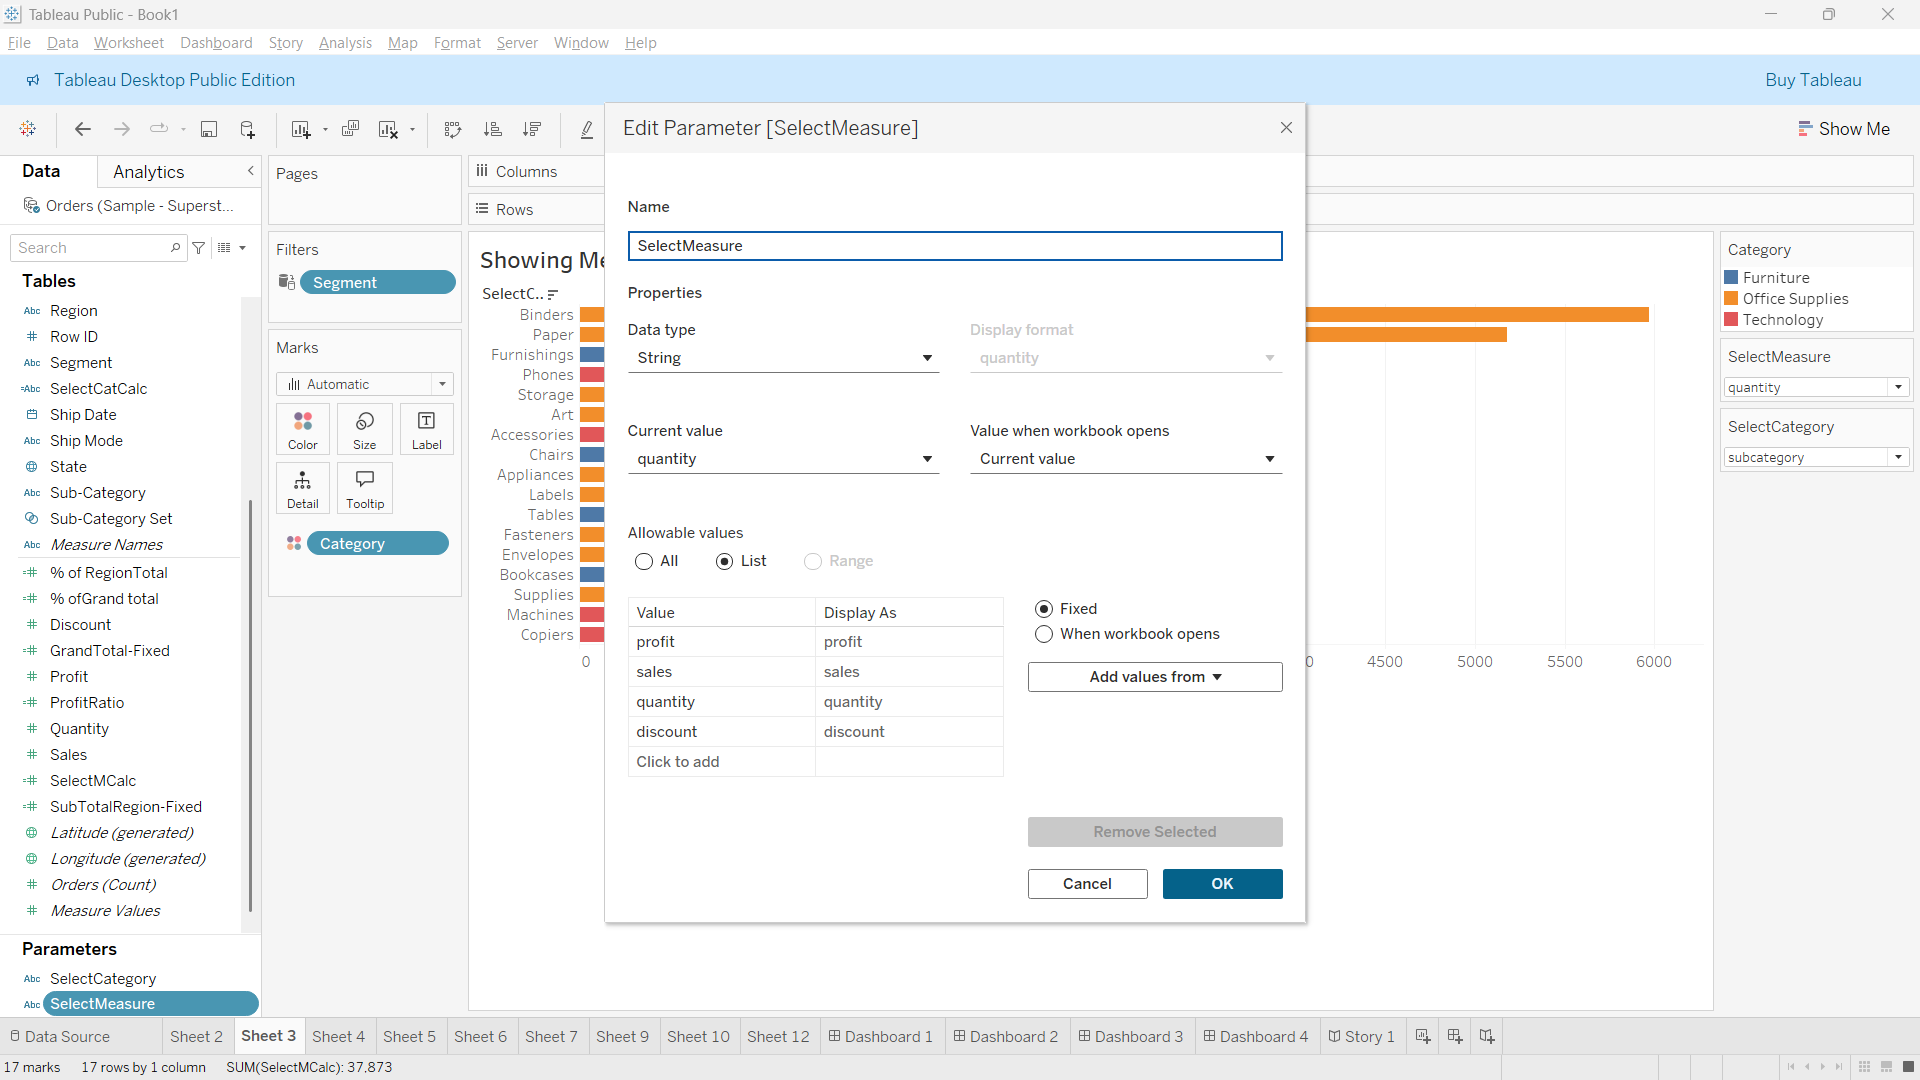 Tableau Public - Book1
File Data Worksheet Dashboard Story Analysis Map Format Server Window Help
Tableau Desktop Public Edition
Buy Tableau
Show Me
Data
Analytics
Orders (Sample - Superst...
Search
Tables
Abc Region
Row ID
Abc Segment
=Abc SelectCatCalc
Ship Date
Abc Ship Mode
State
Abc Sub-Category
Sub-Category Set
Abc Measure Names
=# % of RegionTotal
=# % ofGrand total
# Discount
=# GrandTotal-Fixed
# Profit
=# ProfitRatio
# Quantity
# Sales
=# SelectMCalc
=# SubTotalRegion-Fixed
Latitude (generated)
Longitude (generated)
# Orders (Count)
# Measure Values
Parameters
Abc SelectCategory
Abc SelectMeasure
Pages
Filters
Segment
Marks
Automatic
Color
Size
Label
Detail
Tooltip
Category
Columns
Rows
Showing Me
SelectC..
Binders
Paper
Furnishings
Phones
Storage
Art
Accessories
Chairs
Appliances
Labels
Tables
Fasteners
Envelopes
Bookcases
Supplies
Machines
Copiers
0
0 4500 5000 5500 6000
Edit Parameter [SelectMeasure]
Name
SelectMeasure
Properties
Data type
String
Display format
quantity
Current value
quantity
Value when workbook opens
Current value
Allowable values
All List Range
Value Display As
profit profit
sales sales
quantity quantity
discount discount
Click to add
Fixed
When workbook opens
Add values from
Remove Selected
Cancel
OK
Category
Furniture
Office Supplies
Technology
SelectMeasure
quantity
SelectCategory
subcategory
Data Source Sheet 2 Sheet 3 Sheet 4 Sheet 5 Sheet 6 Sheet 7 Sheet 9 Sheet 10 Sheet 12 Dashboard 1 Dashboard 2 Dashboard 3 Dashboard 4 Story 1
17 marks 17 rows by 1 column SUM(SelectMCalc): 37,873